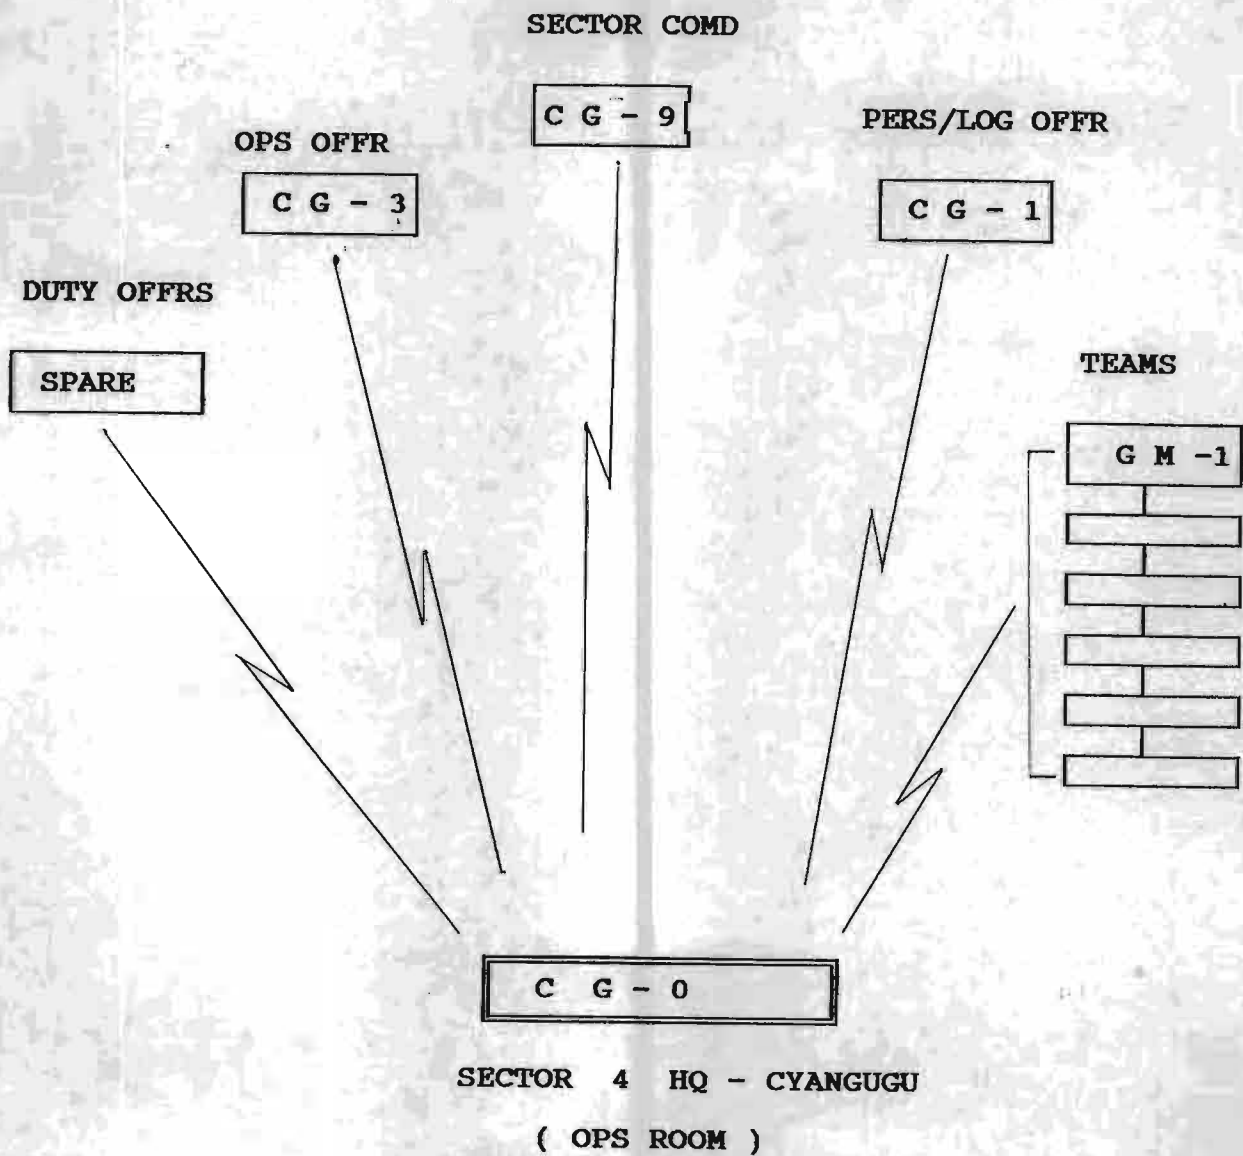 SECTOR COMD
C G - 9
PERS/LOG OFFR
C G - 1
OPS OFFR
C G - 3
DUTY OFFRS
SPARE
TEAMS
G M -1
C G - 0
SECTOR 4 HQ - CYANGUGU
( OPS ROOM )